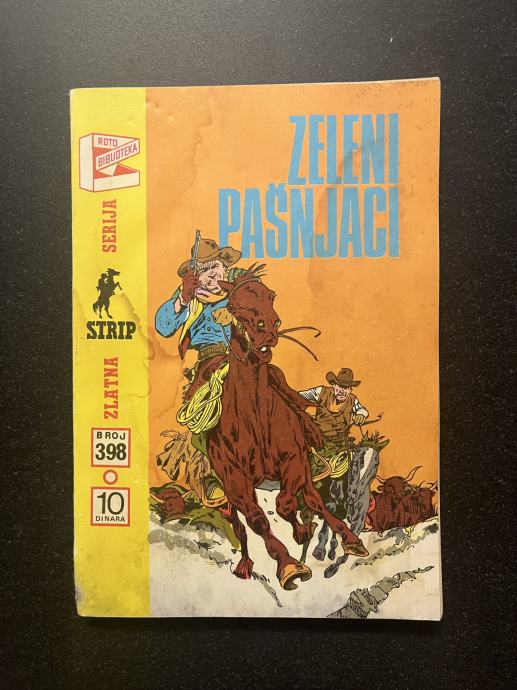 ROTO
BIBLIOTEKA
ZLATNA SERIJA
STRIP
BROJ
398
10
DINARA
ZELENI
PAŠNJACI